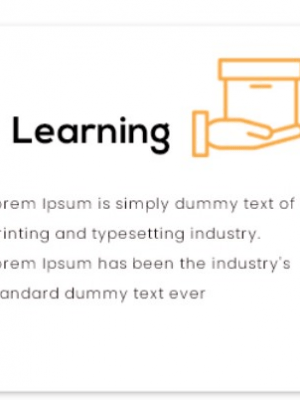 Learning
orem Ipsum is simply dummy text of
rinting and typesetting industry.
orem Ipsum has been the industry's
andard dummy text ever